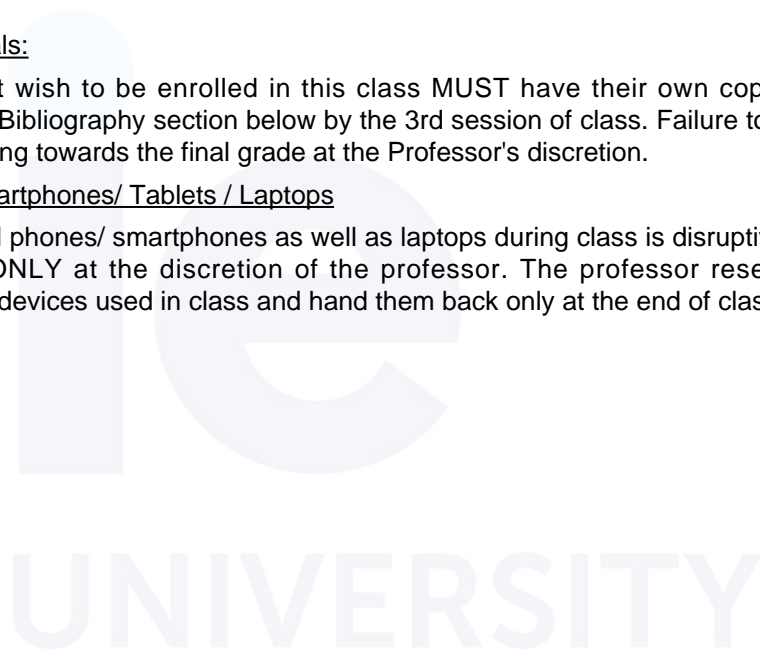 als:
t wish to be enrolled in this class MUST have their own cop
Bibliography section below by the 3rd session of class. Failure to
ng towards the final grade at the Professor's discretion.
artphones/ Tablets / Laptops
l phones/ smartphones as well as laptops during class is disrupti
ONLY at the discretion of the professor. The professor rese
devices used in class and hand them back only at the end of clas
ie
UNIVERSITY